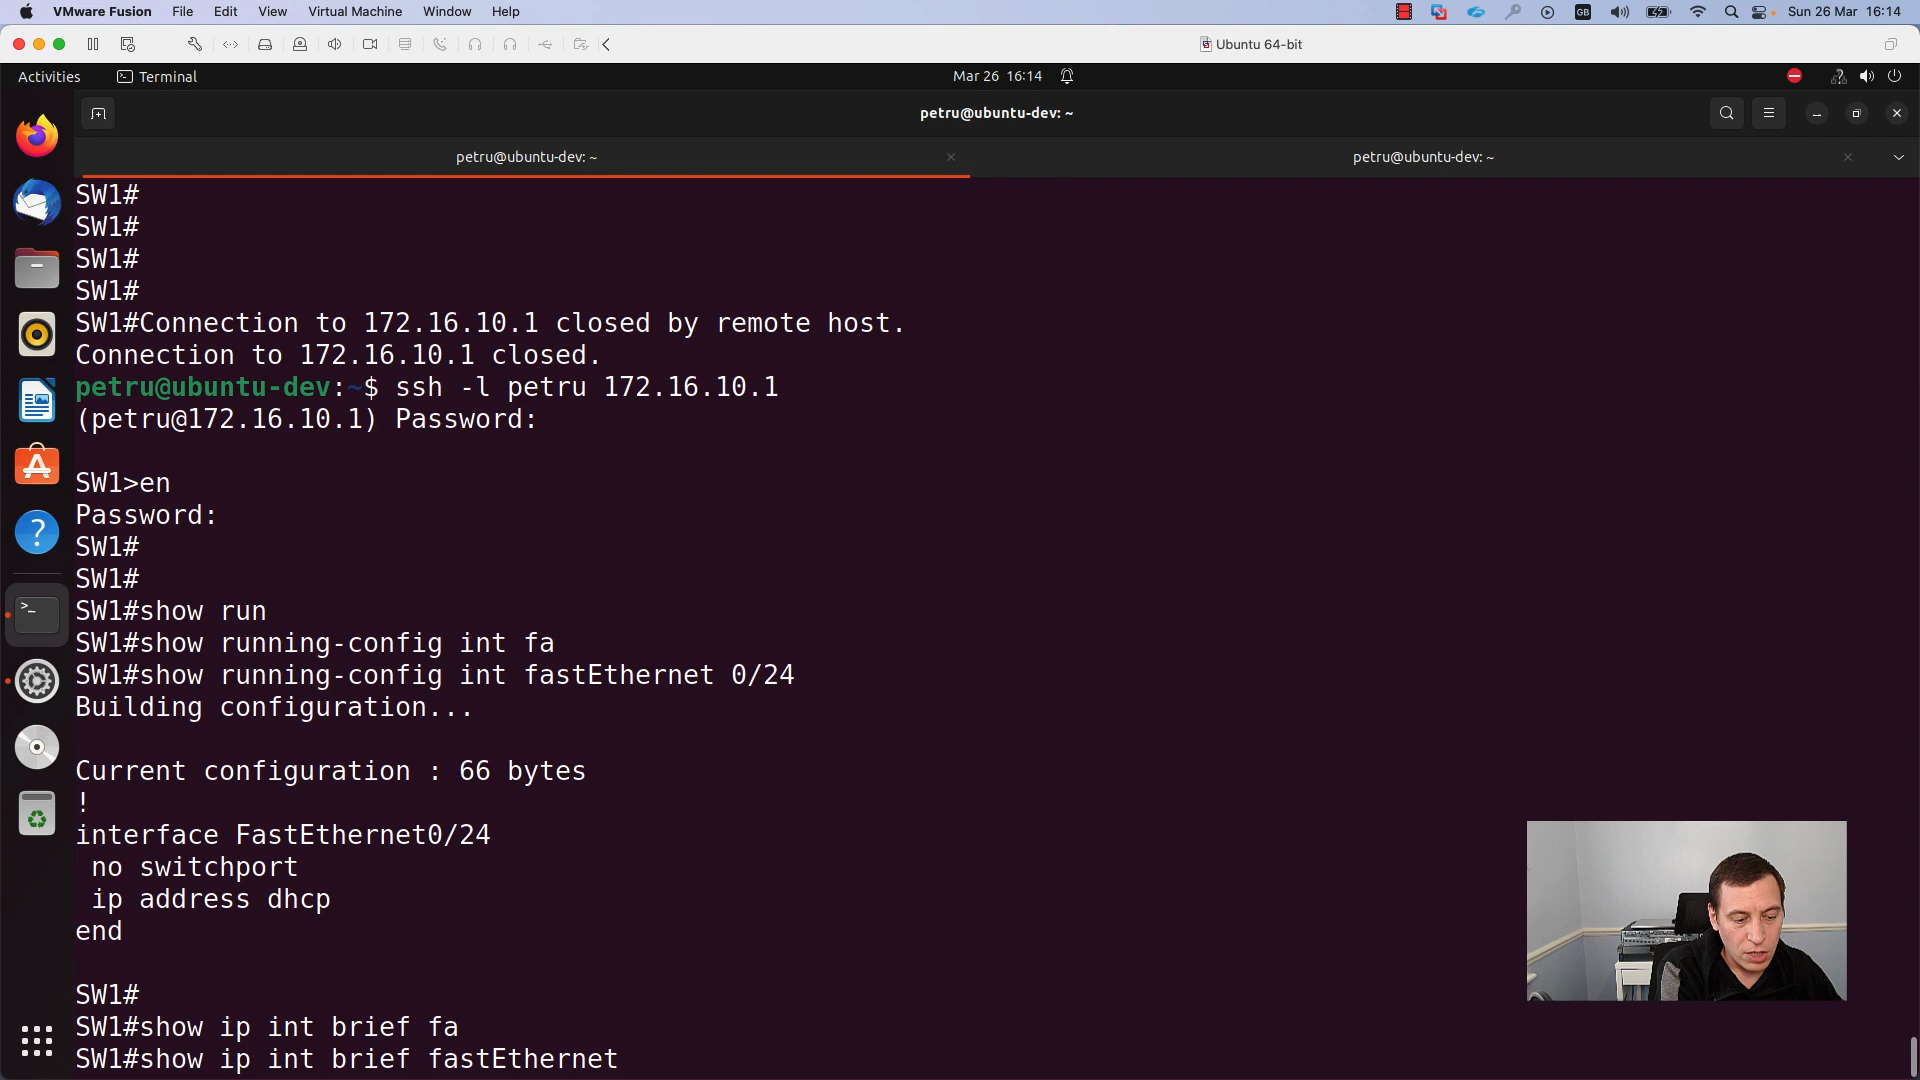 VMware Fusion File Edit View Virtual Machine Window Help GB Sun 26 Mar 16:14
Ubuntu 64-bit
Activities Terminal Mar 26 16:14
petru@ubuntu-dev: ~
petru@ubuntu-dev: ~ petru@ubuntu-dev: ~
SW1#
SW1#
SW1#
SW1#
SW1#Connection to 172.16.10.1 closed by remote host.
Connection to 172.16.10.1 closed.
petru@ubuntu-dev:~$ ssh -l petru 172.16.10.1
(petru@172.16.10.1) Password:
SW1>en
Password:
SW1#
SW1#
SW1#show run
SW1#show running-config int fa
SW1#show running-config int fastEthernet 0/24
Building configuration...
Current configuration : 66 bytes
!
interface FastEthernet0/24
 no switchport
 ip address dhcp
end
SW1#
SW1#show ip int brief fa
SW1#show ip int brief fastEthernet